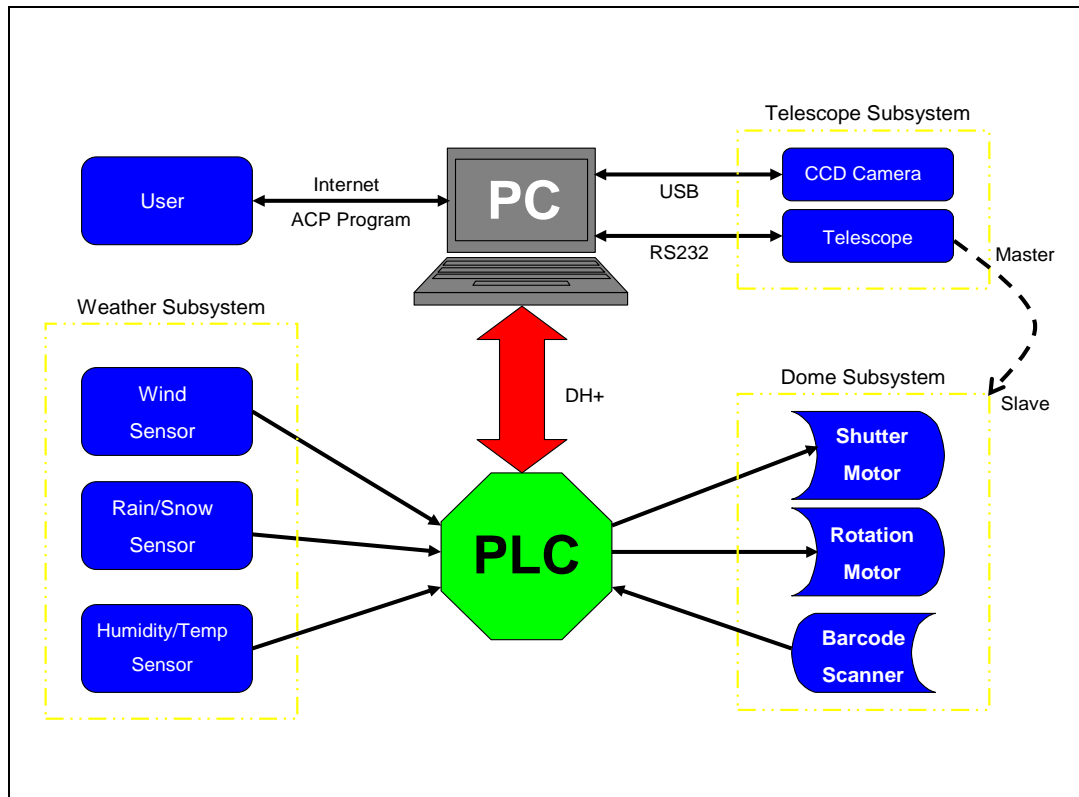 Telescope Subsystem
User
Internet
ACP Program
PC
USB
RS232
CCD Camera
Telescope
Master
Slave
Weather Subsystem
Wind
Sensor
Rain/Snow
Sensor
Humidity/Temp
Sensor
DH+
PLC
Dome Subsystem
Shutter
Motor
Rotation
Motor
Barcode
Scanner